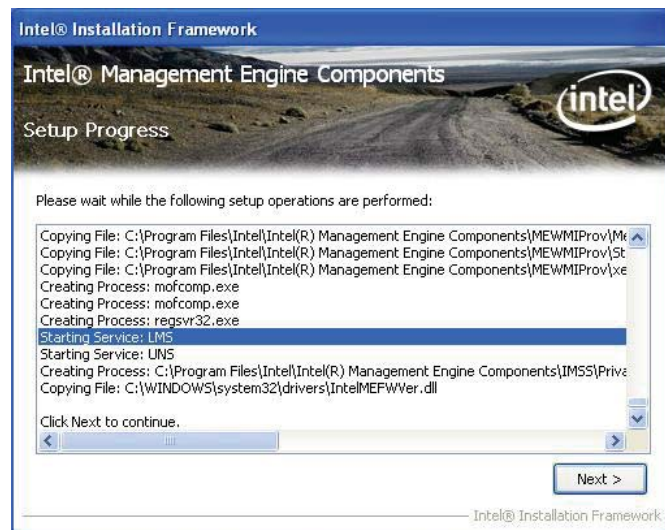 Intel® Installation Framework
Intel® Management Engine Components
Setup Progress
intel
Please wait while the following setup operations are performed:
Copying File: C:\Program Files\Intel\Intel(R) Management Engine Components\MEWMIProv\Me
Copying File: C:\Program Files\Intel\Intel(R) Management Engine Components\MEWMIProv\St
Copying File: C:\Program Files\Intel\Intel(R) Management Engine Components\MEWMIProv\xe
Creating Process: mofcomp.exe
Creating Process: mofcomp.exe
Creating Process: regsvr32.exe
Starting Service: LMS
Starting Service: UNS
Creating Process: C:\Program Files\Intel\Intel(R) Management Engine Components\IMSS\Priva
Copying File: C:\WINDOWS\system32\drivers\IntelMEFWVer.dll
Click Next to continue.
Next >
Intel® Installation Framework